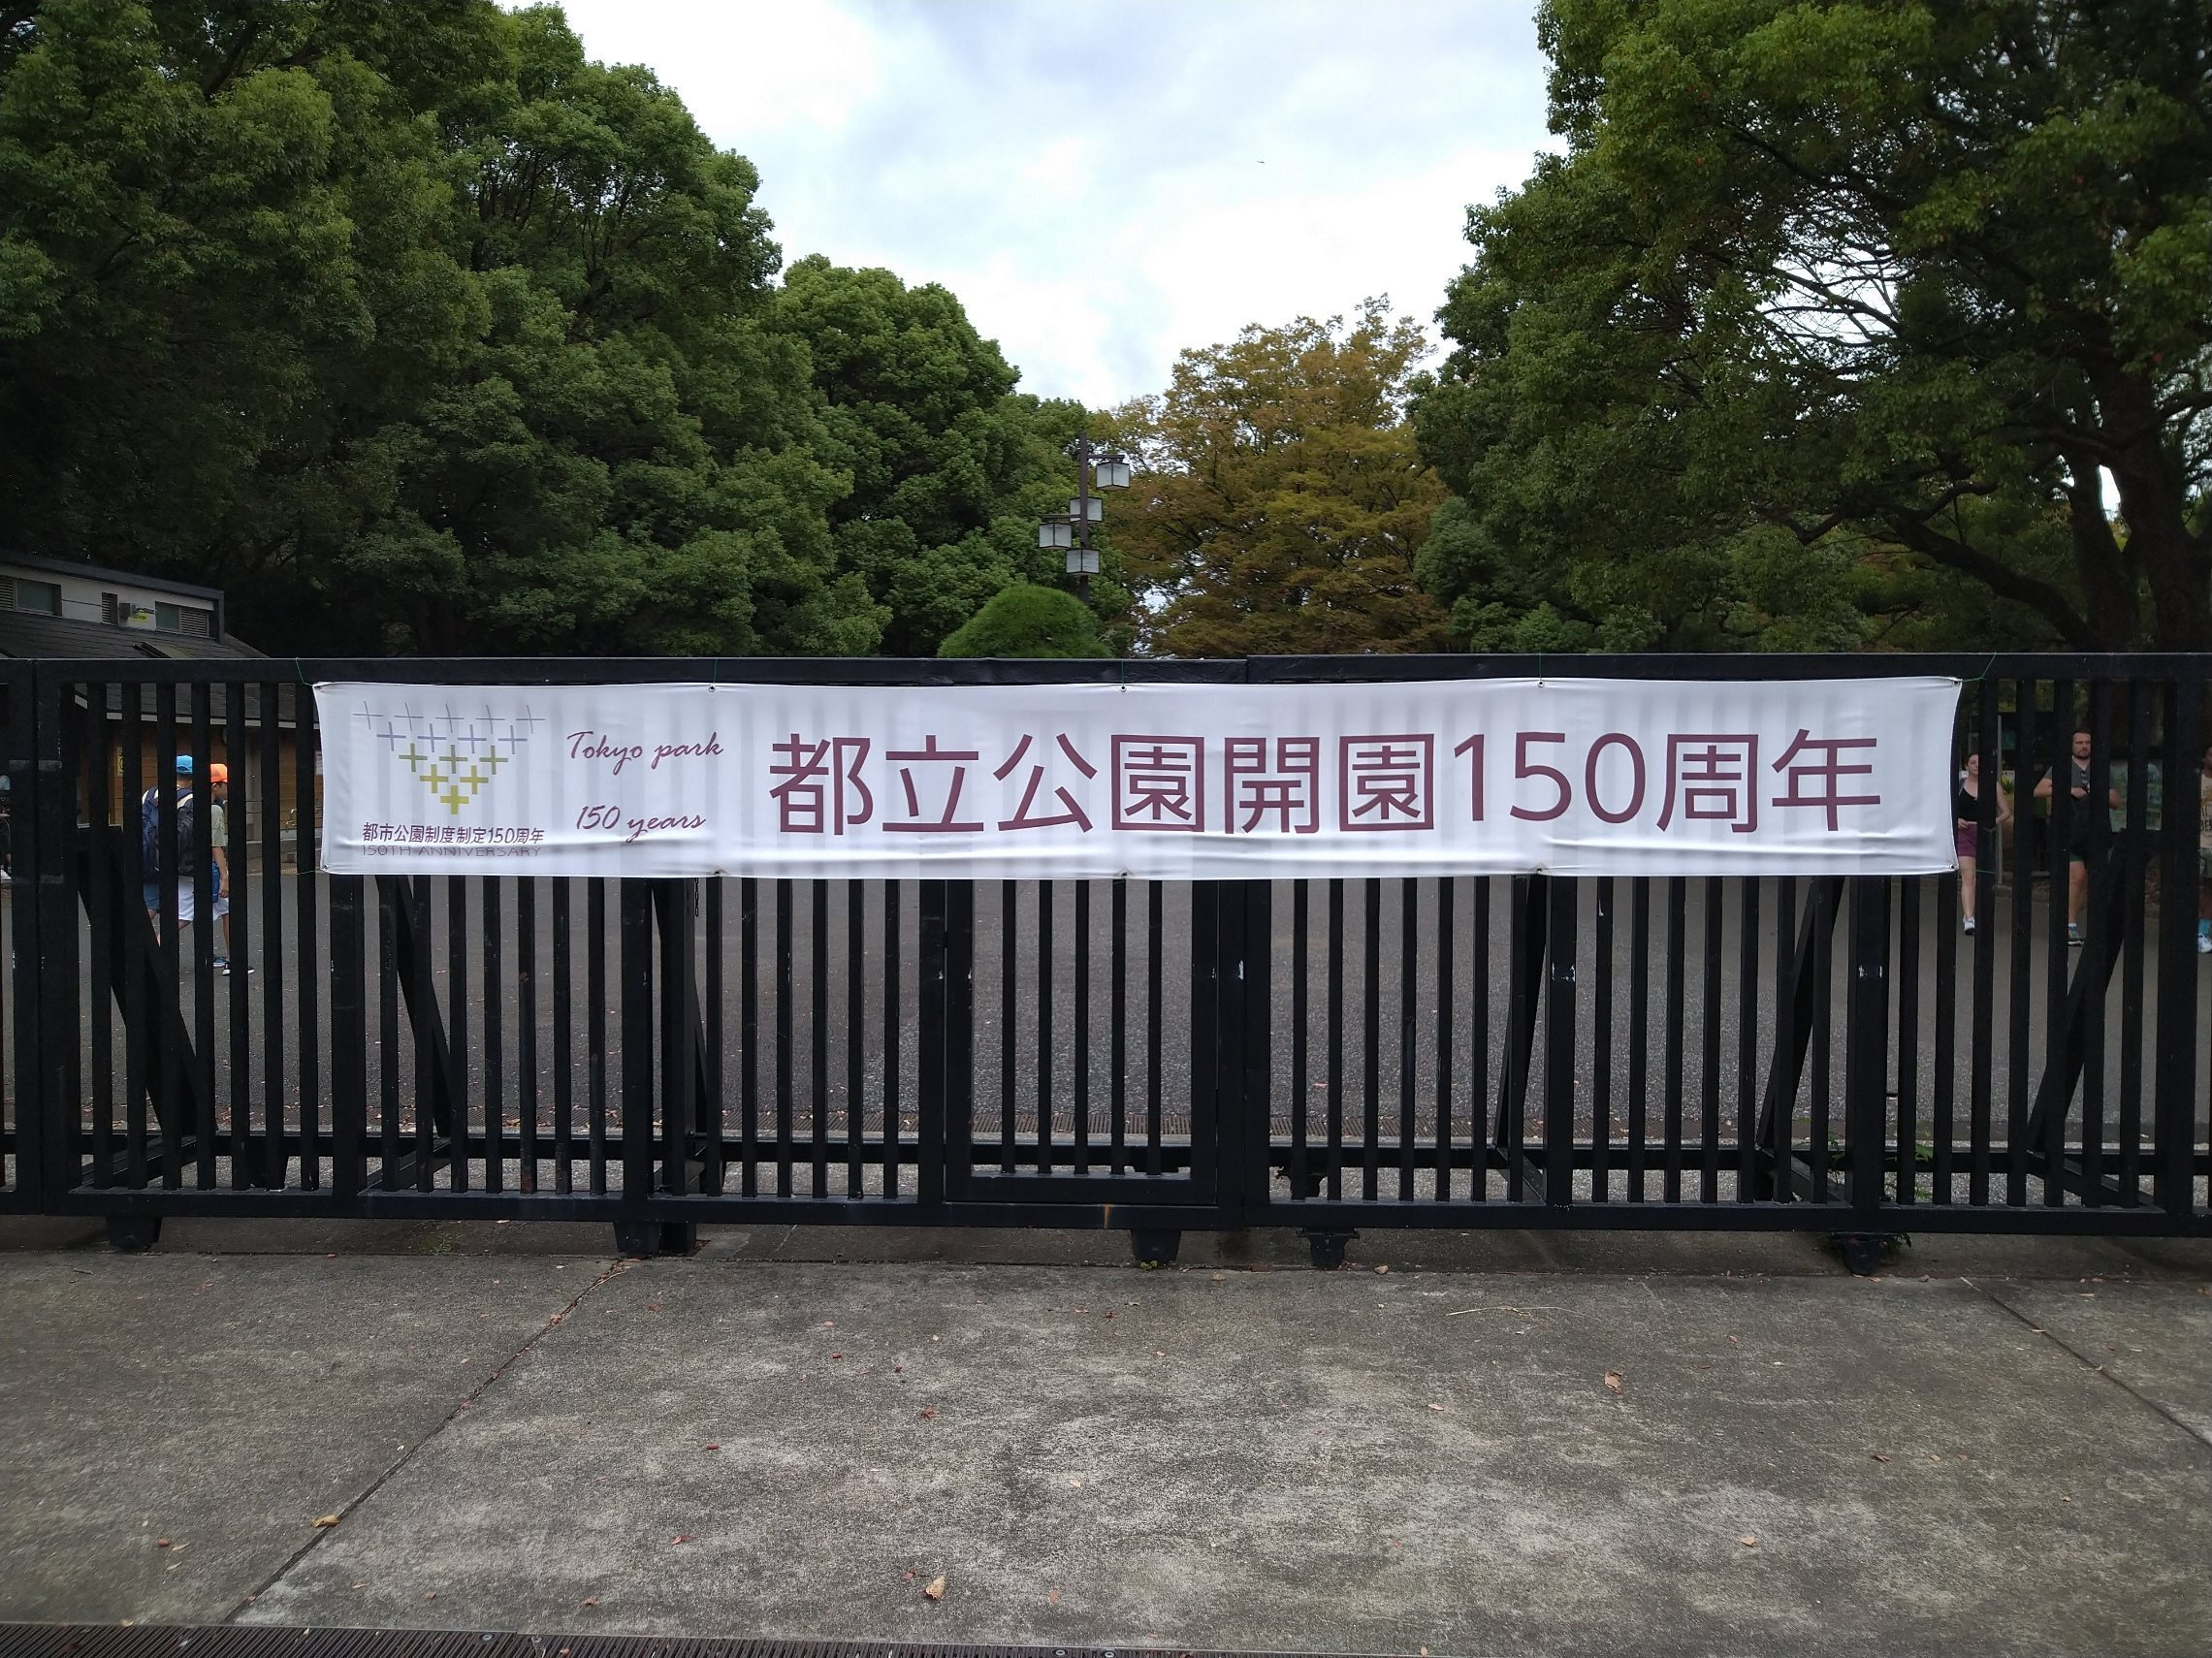 都市公園制度制定150周年
150TH ANNIVERSARY
Tokyo park
150 years
都立公園開園150周年